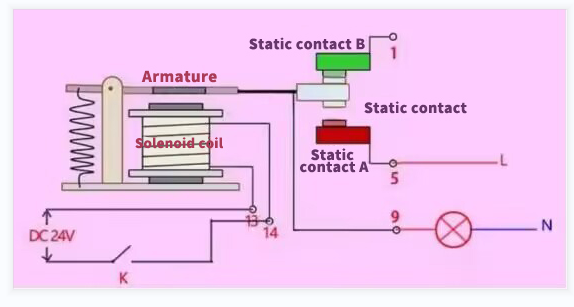 Static contact B
1
Armature
Static contact
Solenoid coil
Static
contact A
L
5
9
N
13
14
DC 24V
K